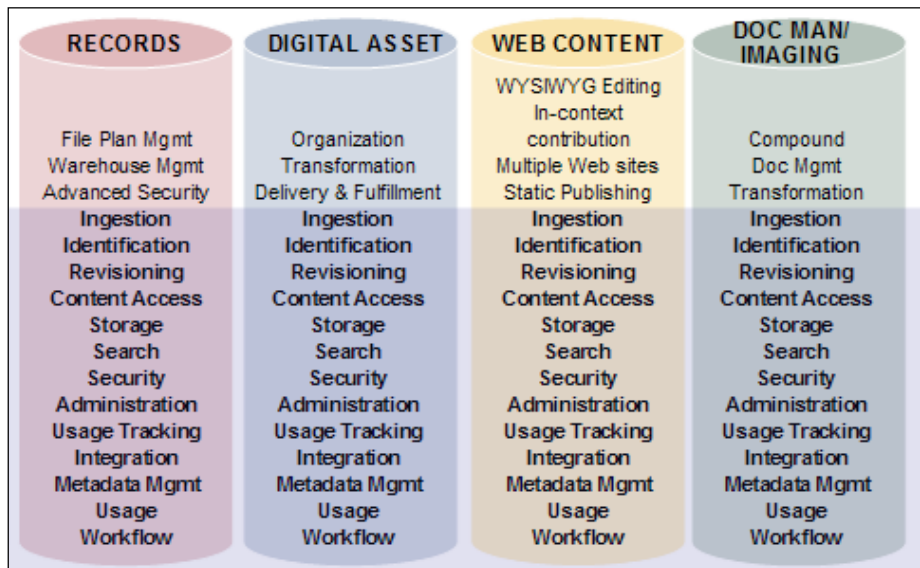 RECORDS
File Plan Mgmt
Warehouse Mgmt
Advanced Security
Ingestion
Identification
Revisioning
Content Access
Storage
Search
Security
Administration
Usage Tracking
Integration
Metadata Mgmt
Usage
Workflow
DIGITAL ASSET
Organization
Transformation
Delivery & Fulfillment
Ingestion
Identification
Revisioning
Content Access
Storage
Search
Security
Administration
Usage Tracking
Integration
Metadata Mgmt
Usage
Workflow
WEB CONTENT
WYSIWYG Editing
In-context
contribution
Multiple Web sites
Static Publishing
Ingestion
Identification
Revisioning
Content Access
Storage
Search
Security
Administration
Usage Tracking
Integration
Metadata Mgmt
Usage
Workflow
DOC MAN/
IMAGING
Compound
Doc Mgmt
Transformation
Ingestion
Identification
Revisioning
Content Access
Storage
Search
Security
Administration
Usage Tracking
Integration
Metadata Mgmt
Usage
Workflow